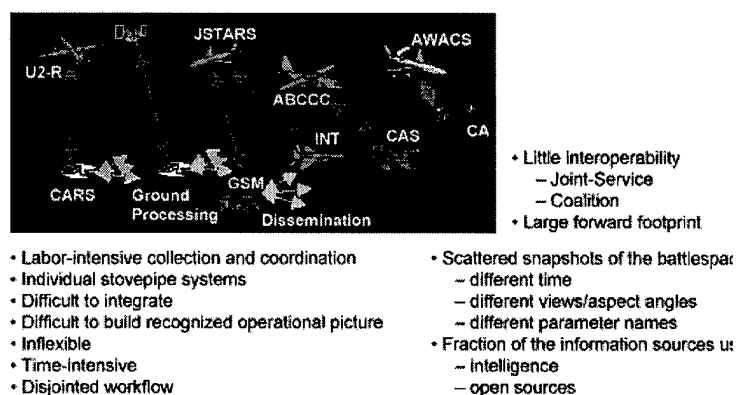 JSTARS
AWACS
U2-R
ABCCC
INT
CAS
CA
CARS
Ground
Processing
GSM
Dissemination
• Little interoperability
– Joint-Service
– Coalition
• Large forward footprint
• Labor-intensive collection and coordination
• Individual stovepipe systems
• Difficult to integrate
• Difficult to build recognized operational picture
• Inflexible
• Time-intensive
• Disjointed workflow
• Scattered snapshots of the battlespac
– different time
– different views/aspect angles
– different parameter names
• Fraction of the information sources us
– intelligence
– open sources